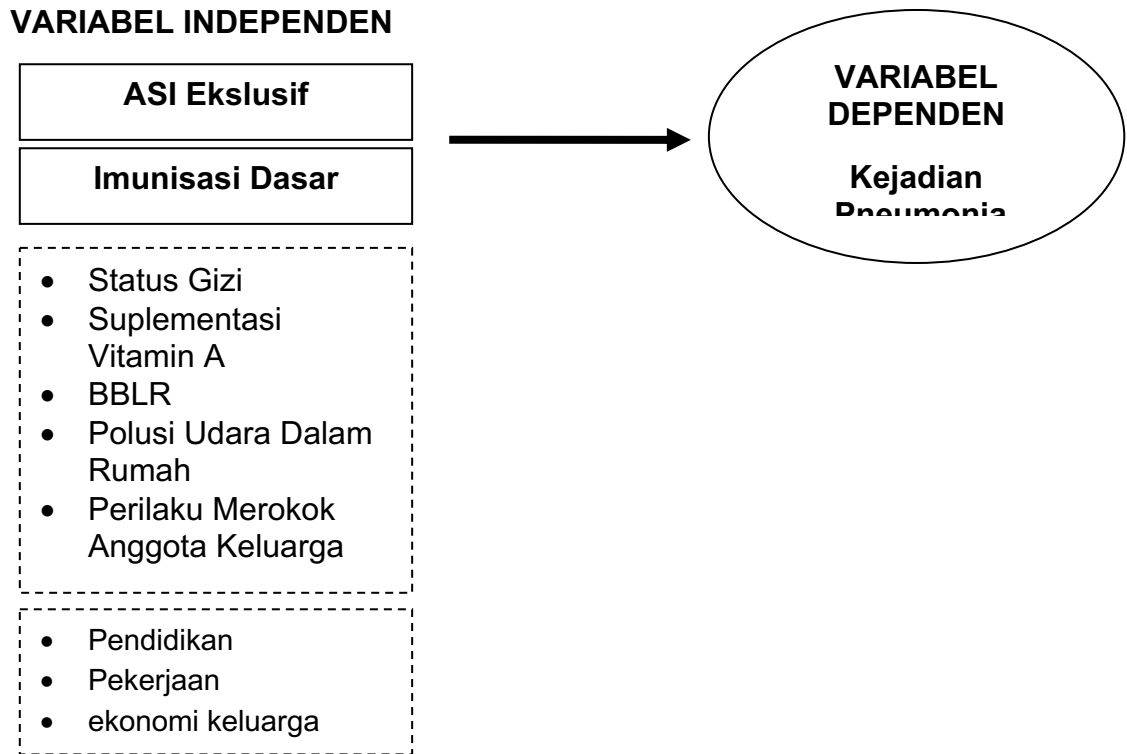 VARIABEL INDEPENDEN
ASI Ekslusif
Imunisasi Dasar
• Status Gizi
• Suplementasi
Vitamin A
• BBLR
• Polusi Udara Dalam
Rumah
• Perilaku Merokok
Anggota Keluarga
• Pendidikan
• Pekerjaan
• ekonomi keluarga
VARIABEL
DEPENDEN
Kejadian
Pneumonia